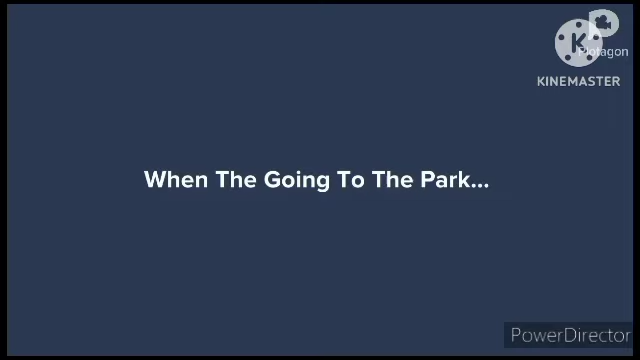 Plotagon
KINEMASTER
When The Going To The Park...
PowerDirector